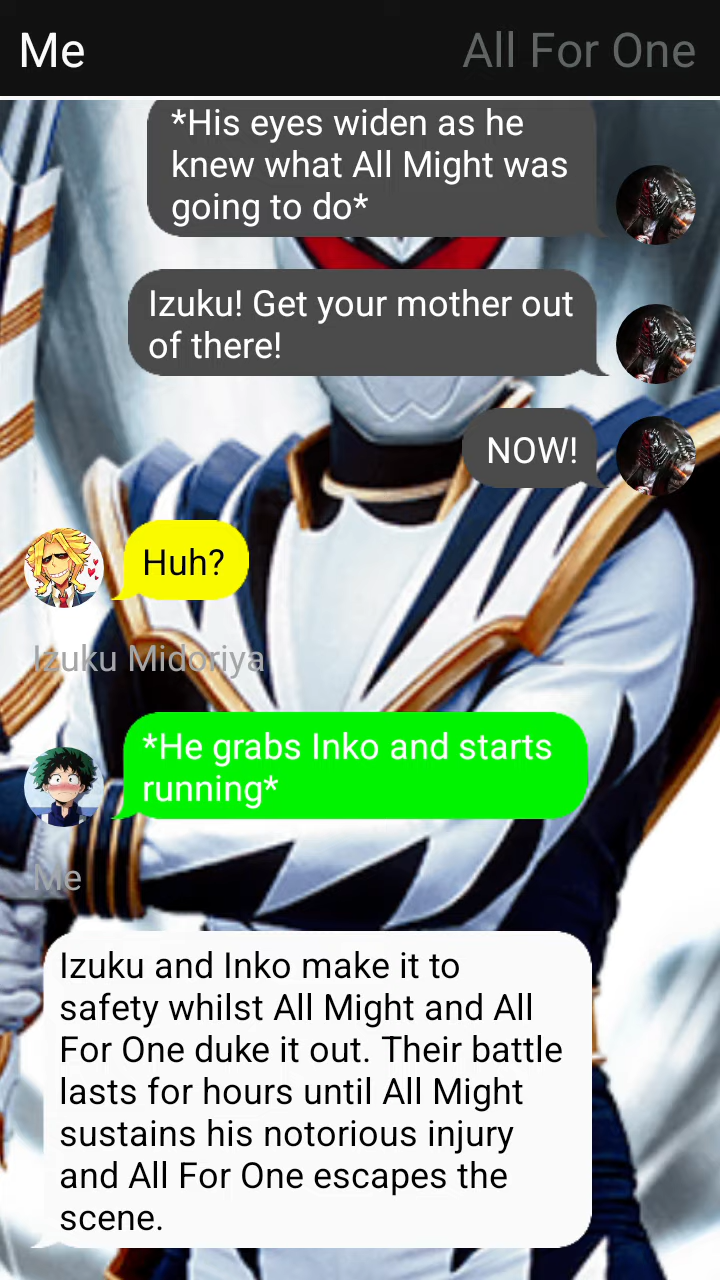 Me
All For One
*His eyes widen as he
knew what All Might was
going to do*
Izuku! Get your mother out
of there!
NOW!
Huh?
Izuku Midoriya
*He grabs Inko and starts
running*
Me
Izuku and Inko make it to
safety whilst All Might and All
For One duke it out. Their battle
lasts for hours until All Might
sustains his notorious injury
and All For One escapes the
scene.